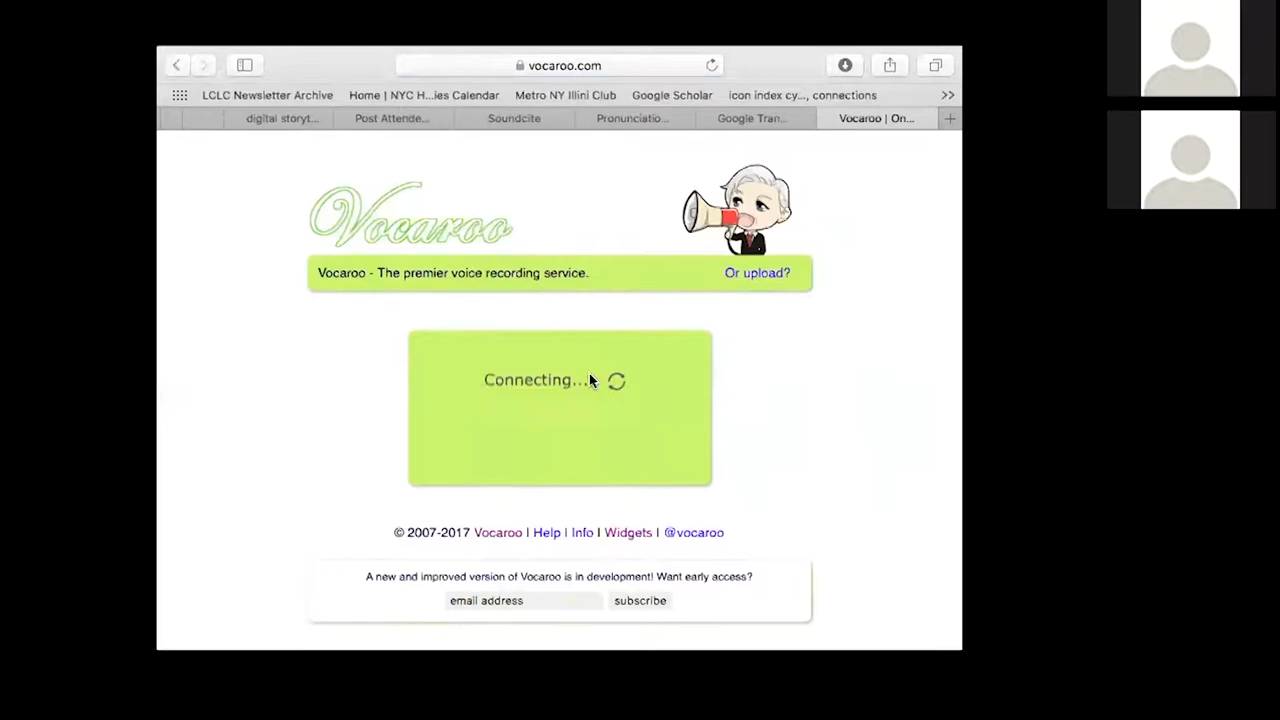 vocaroo.com
LCLC Newsletter Archive Home | NYC H...ies Calendar Metro NY Illini Club Google Scholar icon index cy..., connections >>
digital storyt... Post Attende... Soundcite Pronunciatio... Google Tran... Vocaroo | On... +
Vocaroo
Vocaroo - The premier voice recording service. Or upload?
Connecting...
© 2007-2017 Vocaroo | Help | Info | Widgets | @vocaroo
A new and improved version of Vocaroo is in development! Want early access?
email address subscribe